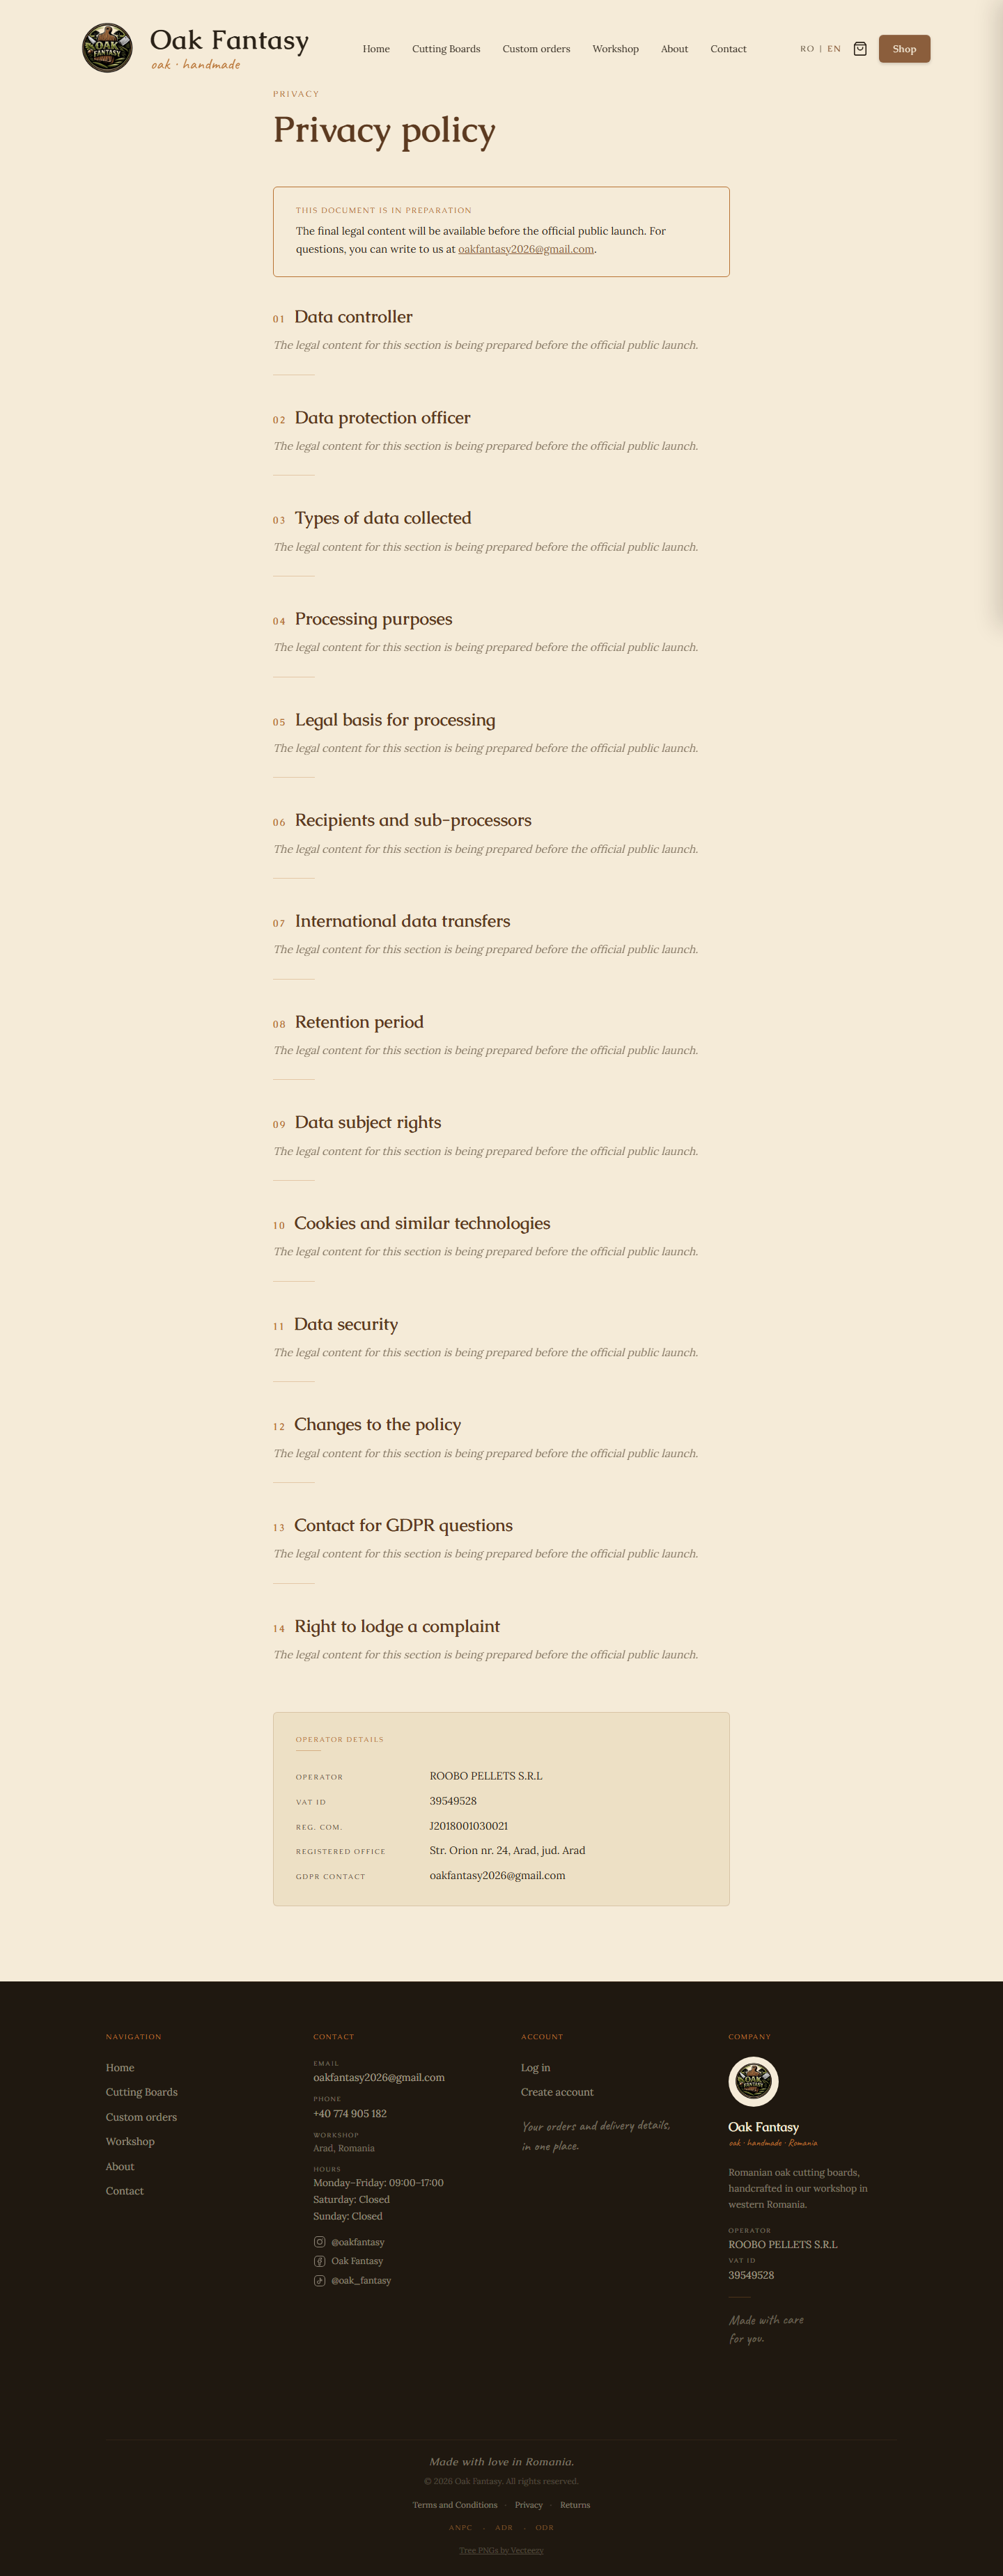 OAK
FANTASY
Oak Fantasy
oak · handmade
Home
Cutting Boards
Custom orders
Workshop
About
Contact
RO | EN
Shop
PRIVACY
Privacy policy
THIS DOCUMENT IS IN PREPARATION
The final legal content will be available before the official public launch. For
questions, you can write to us at oakfantasy2026@gmail.com.
01 Data controller
The legal content for this section is being prepared before the official public launch.
02 Data protection officer
The legal content for this section is being prepared before the official public launch.
03 Types of data collected
The legal content for this section is being prepared before the official public launch.
04 Processing purposes
The legal content for this section is being prepared before the official public launch.
05 Legal basis for processing
The legal content for this section is being prepared before the official public launch.
06 Recipients and sub-processors
The legal content for this section is being prepared before the official public launch.
07 International data transfers
The legal content for this section is being prepared before the official public launch.
08 Retention period
The legal content for this section is being prepared before the official public launch.
09 Data subject rights
The legal content for this section is being prepared before the official public launch.
10 Cookies and similar technologies
The legal content for this section is being prepared before the official public launch.
11 Data security
The legal content for this section is being prepared before the official public launch.
12 Changes to the policy
The legal content for this section is being prepared before the official public launch.
13 Contact for GDPR questions
The legal content for this section is being prepared before the official public launch.
14 Right to lodge a complaint
The legal content for this section is being prepared before the official public launch.
OPERATOR DETAILS
OPERATOR ROOBO PELLETS S.R.L
VAT ID 39549528
REG. COM. J2018001030021
REGISTERED OFFICE Str. Orion nr. 24, Arad, jud. Arad
GDPR CONTACT oakfantasy2026@gmail.com
NAVIGATION
Home
Cutting Boards
Custom orders
Workshop
About
Contact
CONTACT
EMAIL
oakfantasy2026@gmail.com
PHONE
+40 774 905 182
WORKSHOP
Arad, Romania
HOURS
Monday–Friday: 09:00–17:00
Saturday: Closed
Sunday: Closed
@oakfantasy
Oak Fantasy
@oak_fantasy
ACCOUNT
Log in
Create account
Your orders and delivery details,
in one place.
COMPANY
OAK
FANTASY
Oak Fantasy
oak · handmade · Romania
Romanian oak cutting boards,
handcrafted in our workshop in
western Romania.
OPERATOR
ROOBO PELLETS S.R.L
VAT ID
39549528
Made with care
for you.
Made with love in Romania.
© 2026 Oak Fantasy. All rights reserved.
Terms and Conditions · Privacy · Returns
ANPC · ADR · ODR
Tree PNGs by Vecteezy